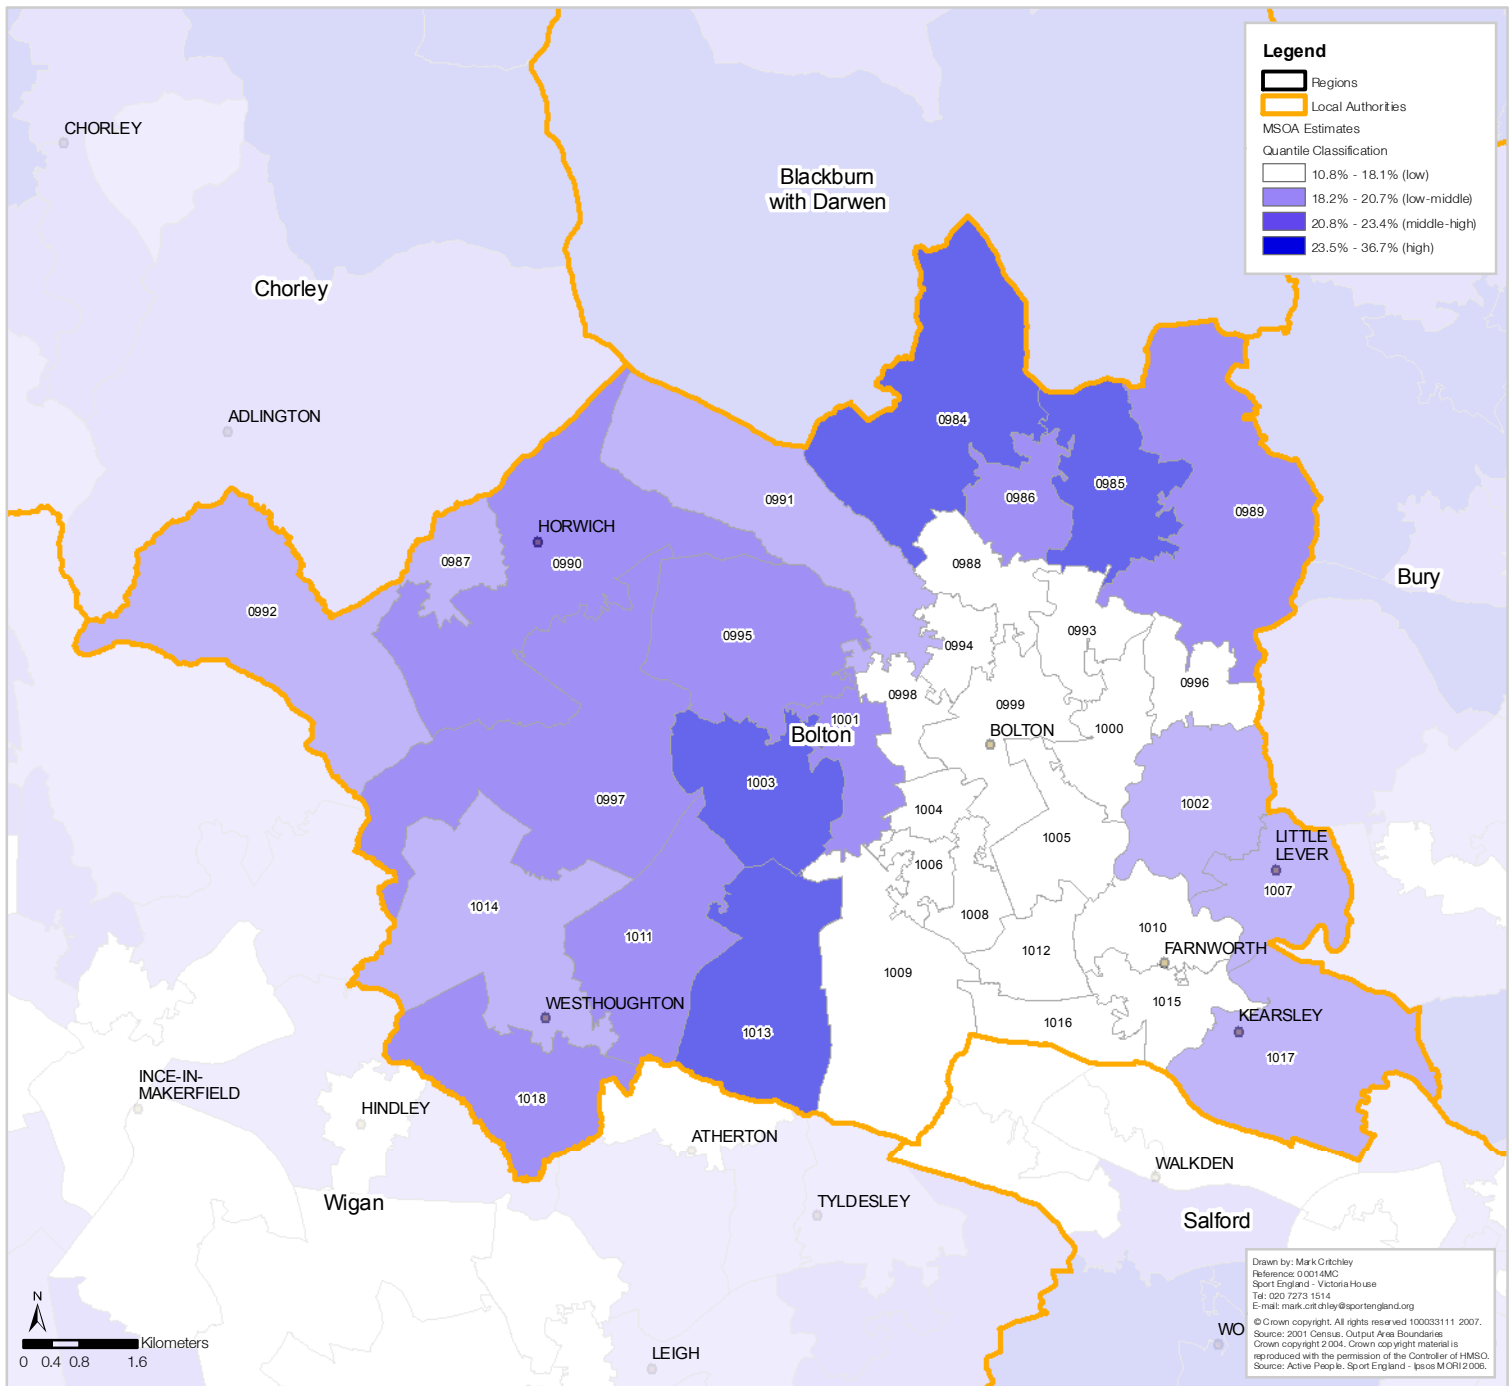 Legend
Regions
Local Authorities
MSOA Estimates
Quantile Classification
10.8% - 18.1% (low)
18.2% - 20.7% (low-middle)
20.8% - 23.4% (middle-high)
23.5% - 36.7% (high)
CHORLEY
Blackburn
with Darwen
Chorley
ADLINGTON
0984
0985
0986
0989
0991
HORWICH
0990
0987
0988
Bury
0992
0995
0993
0994
0996
0998
0999
1001
Bolton
BOLTON
1000
1003
0997
1002
1004
1005
LITTLE
LEVER
1006
1007
1014
1008
1010
1011
FARNWORTH
1012
1009
WESTHOUGHTON
1015
KEARSLEY
1013
1016
1017
INCE-IN-
MAKERFIELD
1018
HINDLEY
ATHERTON
WALKDEN
Wigan
TYLDESLEY
Salford
WO
LEIGH
N
Kilometers
0 0.4 0.8 1.6
Drawn by: Mark Critchley
Reference: 00014MC
Sport England - Victoria House
Tel: 020 7273 1514
E-mail: mark.critchley@sportengland.org
© Crown copyright. All rights reserved 100033111 2007.
Source: 2001 Census. Output Area Boundaries
Crown copyright 2004. Crown copyright material is
reproduced with the permission of the Controller of HMSO.
Source: Active People. Sport England - Ipsos MORI 2006.